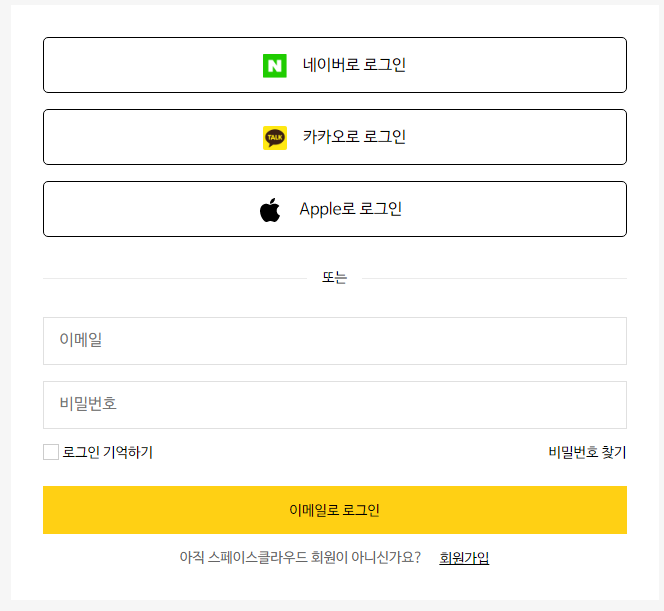 N 네이버로 로그인
TALK 카카오로 로그인
Apple로 로그인
또는
이메일
비밀번호
로그인 기억하기 비밀번호 찾기
이메일로 로그인
아직 스페이스클라우드 회원이 아니신가요? 회원가입